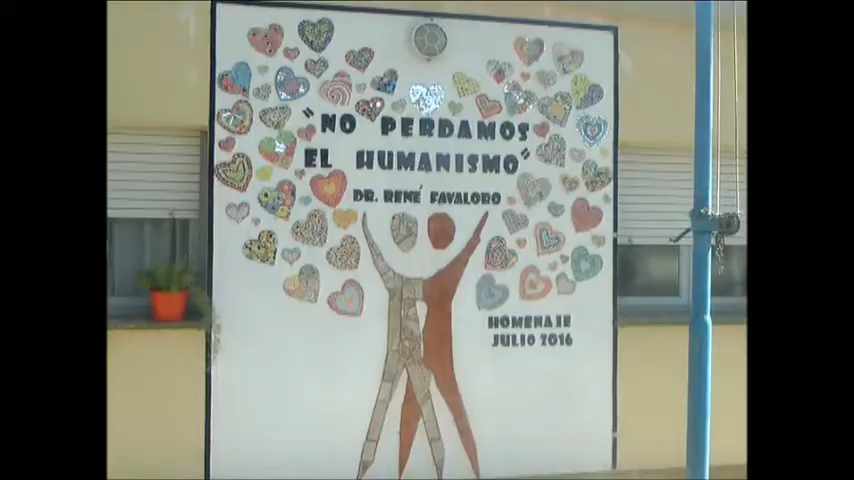 "NO PERDAMOS
EL HUMANISMO"
DR. RENÉ FAVALORO
HOMENAJE
JULIO 2016